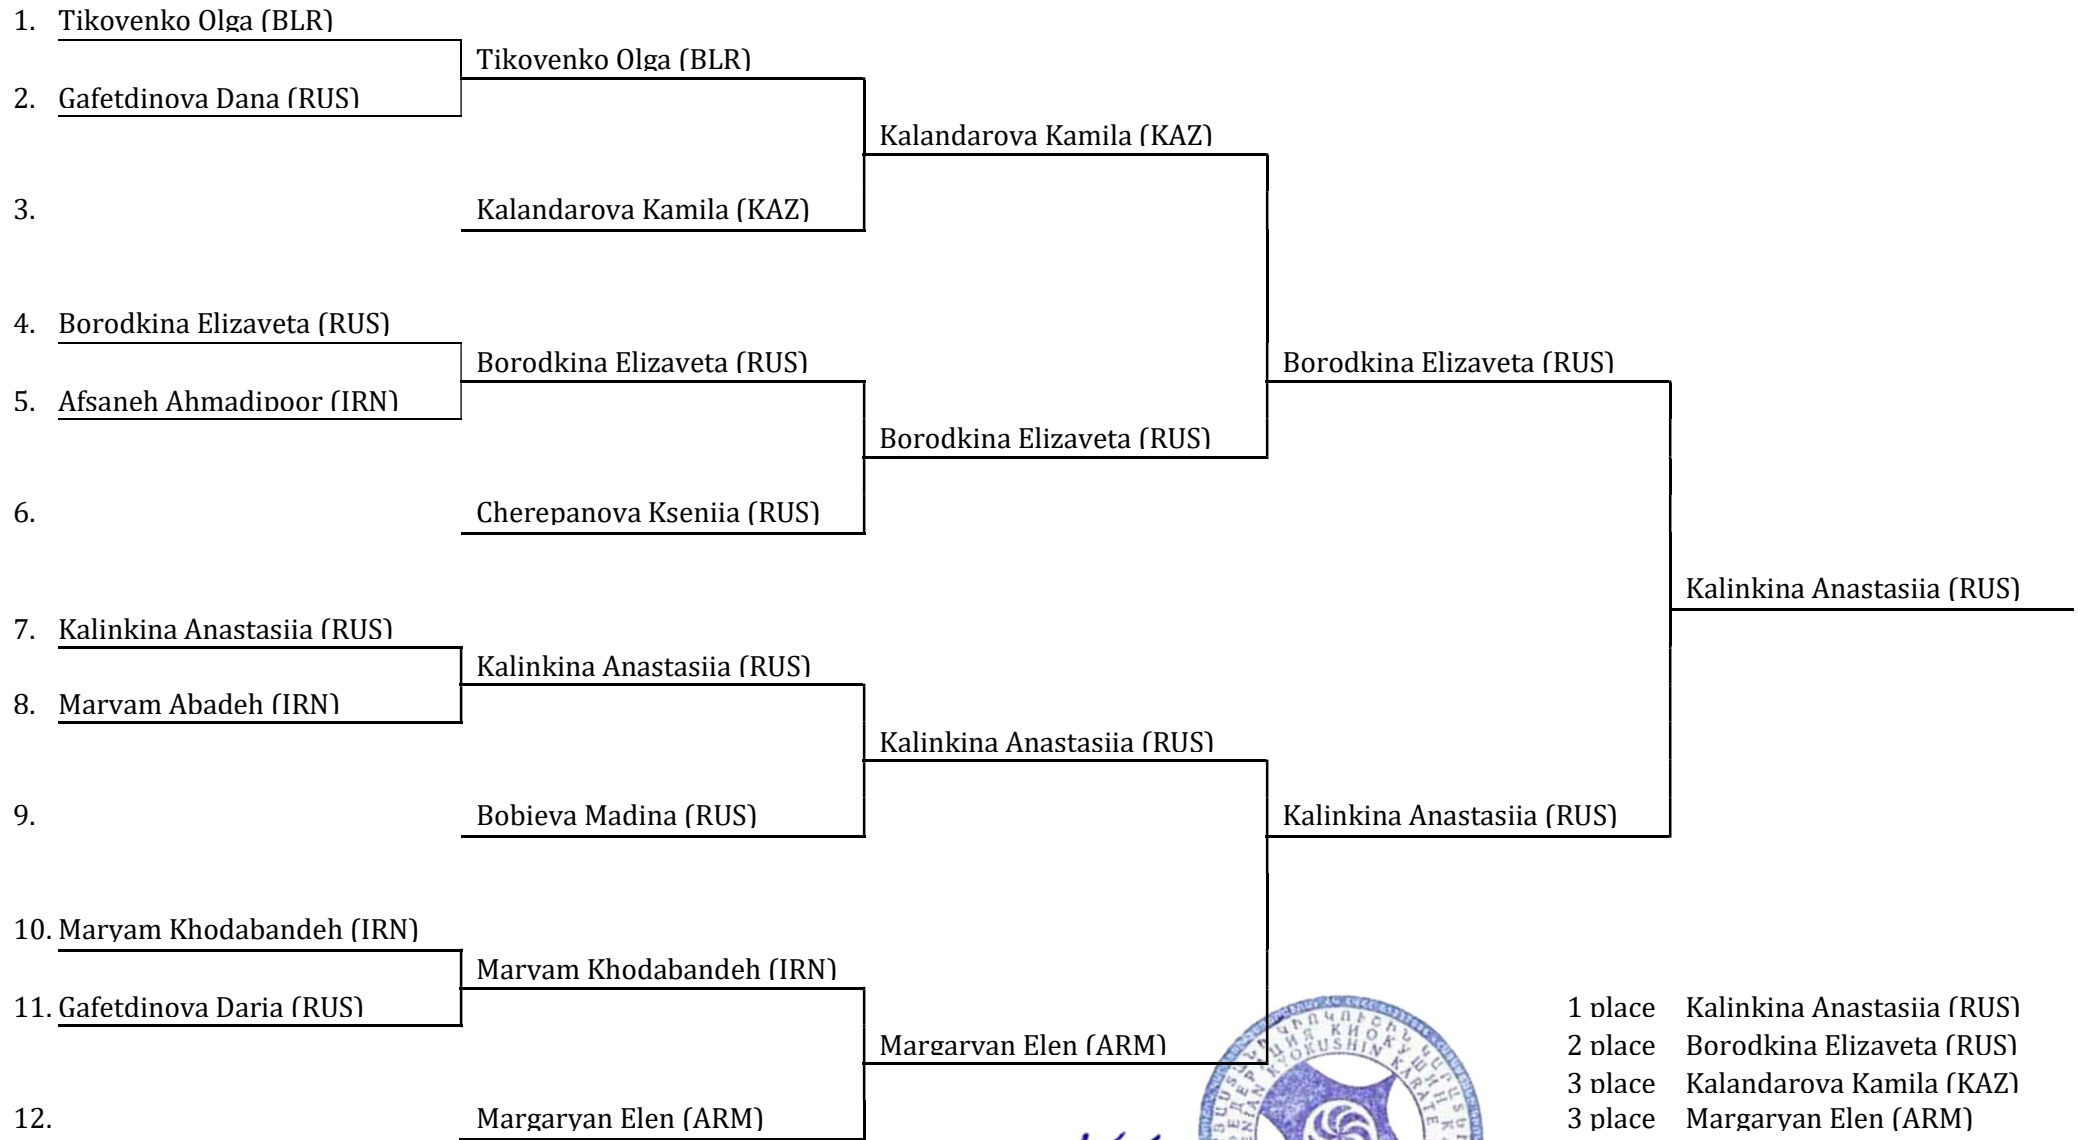 1. Tikovenko Olga (BLR)
Tikovenko Olga (BLR)
2. Gafetdinova Dana (RUS)
Kalandarova Kamila (KAZ)
3. Kalandarova Kamila (KAZ)
4. Borodkina Elizaveta (RUS)
Borodkina Elizaveta (RUS)
Borodkina Elizaveta (RUS)
5. Afsaneh Ahmadipoor (IRN)
Borodkina Elizaveta (RUS)
6. Cherepanova Kseniia (RUS)
Kalinkina Anastasiia (RUS)
7. Kalinkina Anastasiia (RUS)
Kalinkina Anastasiia (RUS)
8. Maryam Abadeh (IRN)
Kalinkina Anastasiia (RUS)
9. Bobieva Madina (RUS)
Kalinkina Anastasiia (RUS)
10. Maryam Khodabandeh (IRN)
Maryam Khodabandeh (IRN)
11. Gafetdinova Daria (RUS)
1 place Kalinkina Anastasiia (RUS)
Margaryan Elen (ARM)
2 place Borodkina Elizaveta (RUS)
3 place Kalandarova Kamila (KAZ)
12. Margaryan Elen (ARM)
3 place Margaryan Elen (ARM)
KYOKUSHIN KARATE